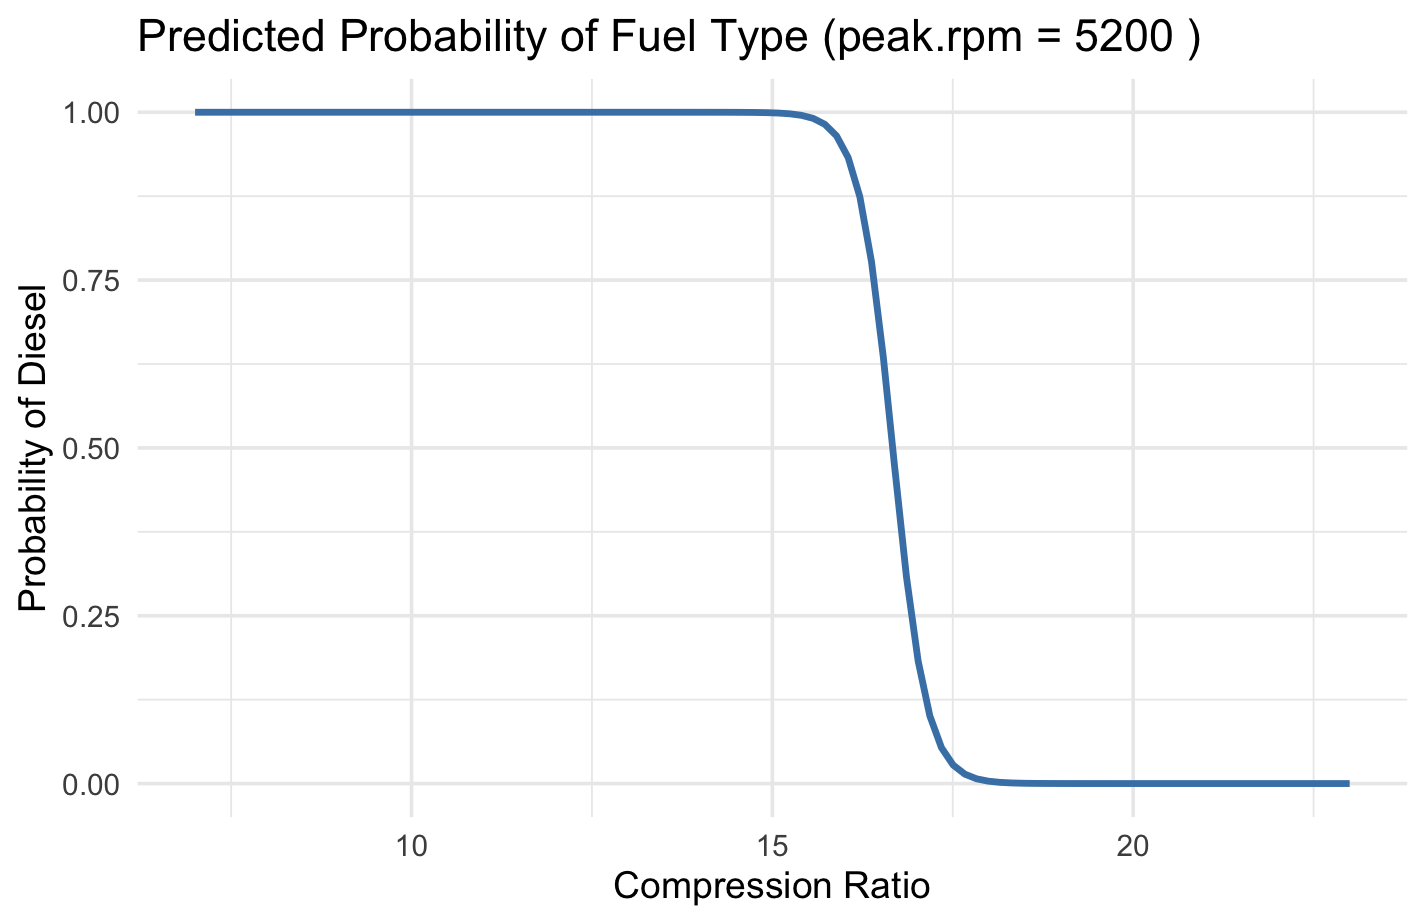 Predicted Probability of Fuel Type (peak.rpm = 5200 )
Probability of Diesel
1.00
0.75
0.50
0.25
0.00
10
15
20
Compression Ratio